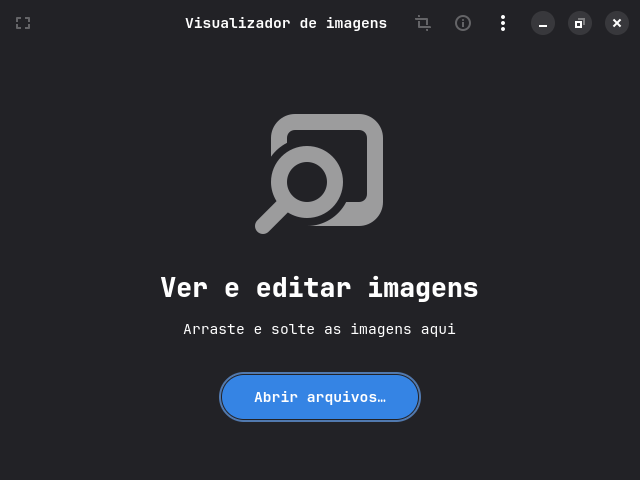 Visualizador de imagens
Ver e editar imagens
Arraste e solte as imagens aqui
Abrir arquivos…